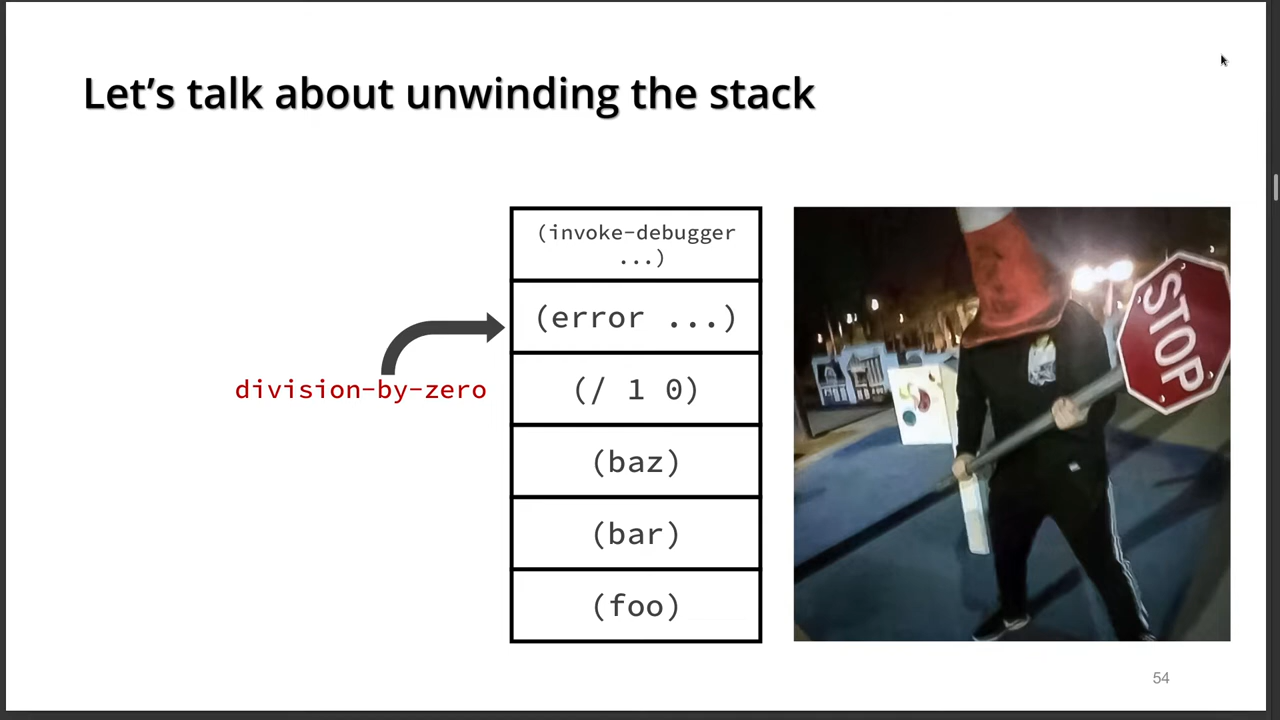 Let’s talk about unwinding the stack
(invoke-debugger
...)
(error ...)
division-by-zero
(/ 1 0)
(baz)
(bar)
(foo)
STOP
54